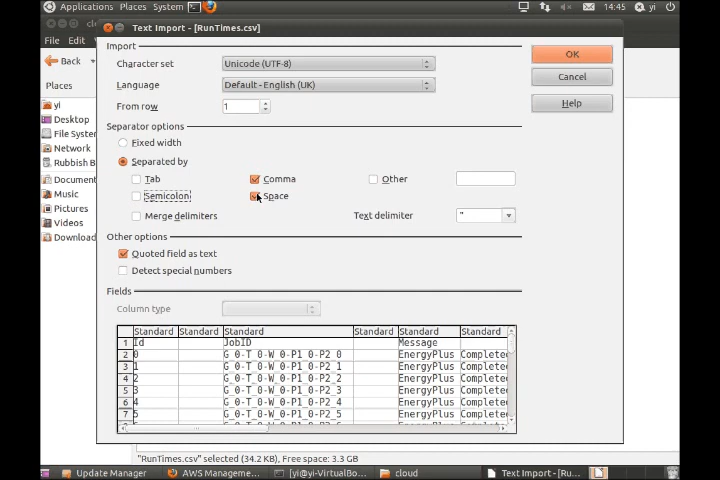 Applications Places System 14:45 yi
Text Import - [RunTimes.csv]
File Edit
Back
Places
yi
Desktop
File System
Network
Rubbish B
Document
Music
Pictures
Videos
Download
Import
Character set Unicode (UTF-8)
Language Default - English (UK)
From row 1
OK
Cancel
Help
Separator options
Fixed width
Separated by
Tab Comma Other
Semicolon Space
Merge delimiters Text delimiter "
Other options
Quoted field as text
Detect special numbers
Fields
Column type
Standard Standard Standard Standard Standard Standard
1 Id JobID Message
2 0 G_0-T_0-W_0-P1_0-P2_0 EnergyPlus Completed
3 1 G_0-T_0-W_0-P1_0-P2_1 EnergyPlus Completed
4 2 G_0-T_0-W_0-P1_0-P2_2 EnergyPlus Completed
5 3 G_0-T_0-W_0-P1_0-P2_3 EnergyPlus Completed
6 4 G_0-T_0-W_0-P1_0-P2_4 EnergyPlus Completed
7 5 G_0-T_0-W_0-P1_0-P2_5 EnergyPlus Completed
"RunTimes.csv" selected (34.2 KB), Free space: 3.3 GB
Update Manager AWS Manageme... [yi@yi-VirtualBo... cloud Text Import - [Ru...